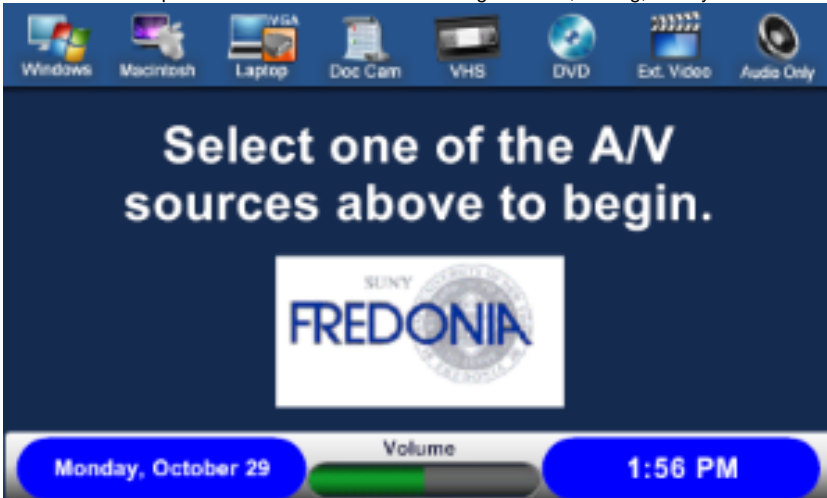 VGA
Windows Macintosh Laptop Doc Cam VHS DVD Ext. Video Audio Only
Select one of the A/V
sources above to begin.
SUNY
FREDONIA
Volume
Monday, October 29 1:56 PM